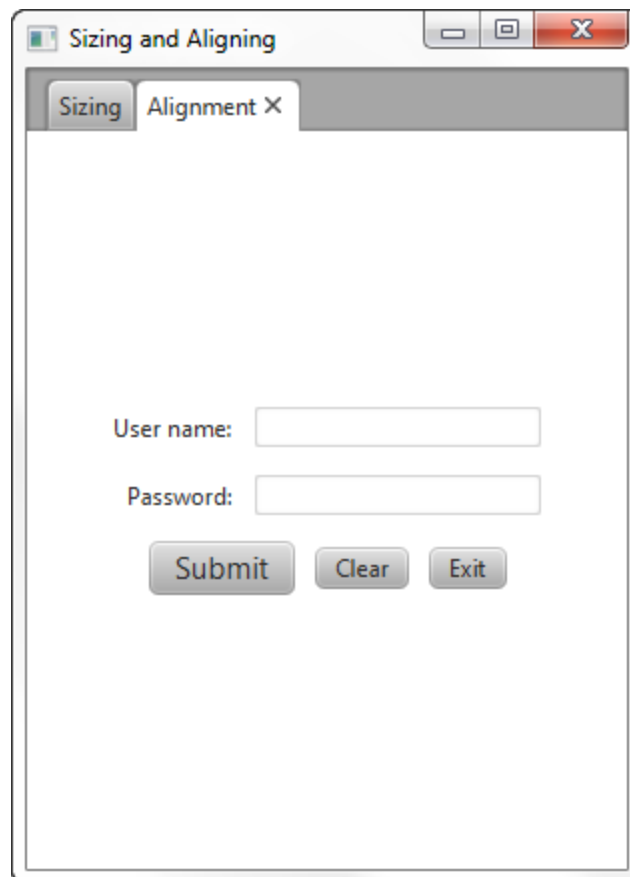 Sizing and Aligning
Sizing Alignment
User name:
Password:
Submit Clear Exit